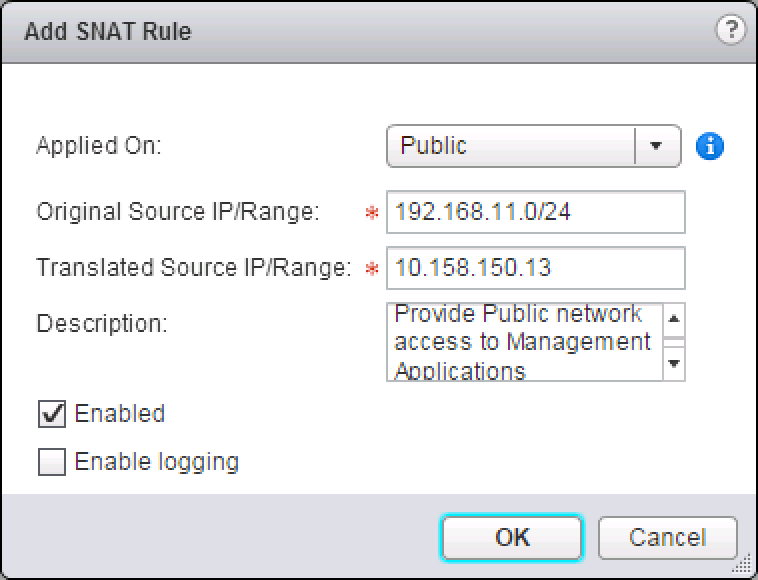 Add SNAT Rule
?
Applied On:
Public
i
Original Source IP/Range:
* 192.168.11.0/24
Translated Source IP/Range:
* 10.158.150.13
Description:
Provide Public network
access to Management
Applications
Enabled
Enable logging
OK
Cancel